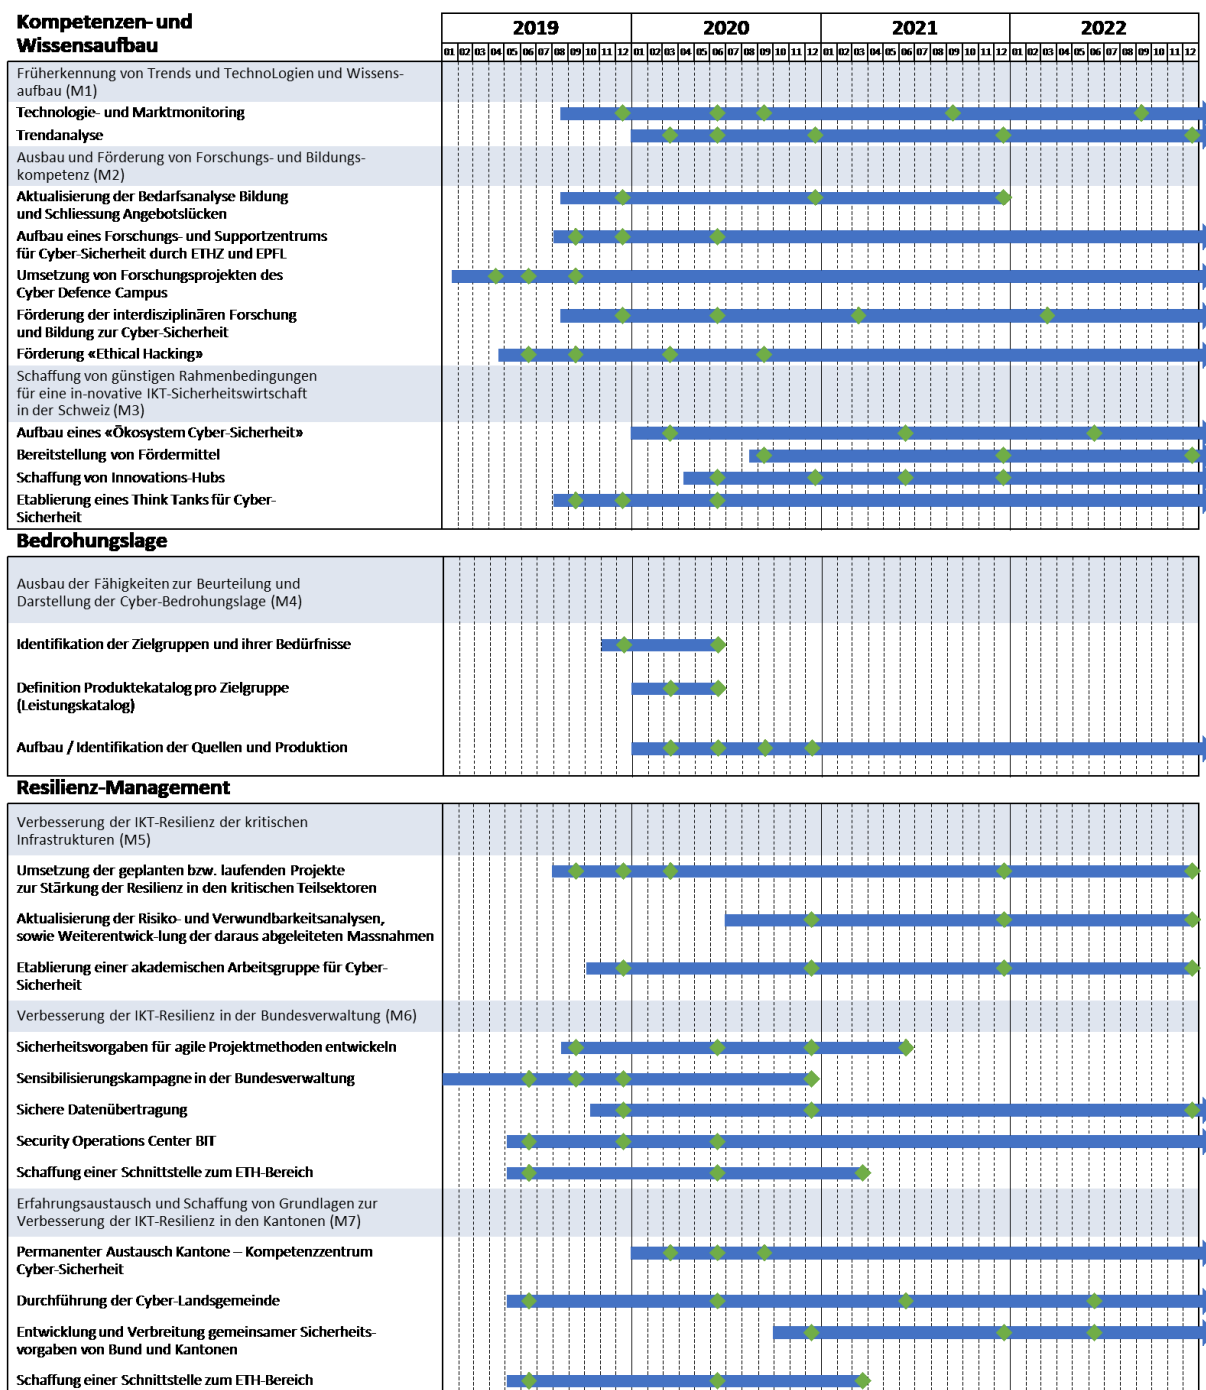 Kompetenzen- und
Wissensaufbau
2019 2020 2021 2022
01 02 03 04 05 06 07 08 09 10 11 12 01 02 03 04 05 06 07 08 09 10 11 12 01 02 03 04 05 06 07 08 09 10 11 12 01 02 03 04 05 06 07 08 09 10 11 12
Früherkennung von Trends und TechnoLogien und Wissens-
aufbau (M1)
Technologie- und Marktmonitoring
Trendanalyse
Ausbau und Förderung von Forschungs- und Bildungs-
kompetenz (M2)
Aktualisierung der Bedarfsanalyse Bildung
und Schliessung Angebotslücken
Aufbau eines Forschungs- und Supportzentrums
für Cyber-Sicherheit durch ETHZ und EPFL
Umsetzung von Forschungsprojekten des
Cyber Defence Campus
Förderung der interdisziplinären Forschung
und Bildung zur Cyber-Sicherheit
Förderung «Ethical Hacking»
Schaffung von günstigen Rahmenbedingungen
für eine in-novative IKT-Sicherheitswirtschaft
in der Schweiz (M3)
Aufbau eines «Ökosystem Cyber-Sicherheit»
Bereitstellung von Fördermittel
Schaffung von Innovations-Hubs
Etablierung eines Think Tanks für Cyber-
Sicherheit
Bedrohungslage
Ausbau der Fähigkeiten zur Beurteilung und
Darstellung der Cyber-Bedrohungslage (M4)
Identifikation der Zielgruppen und ihrer Bedürfnisse
Definition Produktekatalog pro Zielgruppe
(Leistungskatalog)
Aufbau / Identifikation der Quellen und Produktion
Resilienz-Management
Verbesserung der IKT-Resilienz der kritischen
Infrastrukturen (M5)
Umsetzung der geplanten bzw. laufenden Projekte
zur Stärkung der Resilienz in den kritischen Teilsektoren
Aktualisierung der Risiko- und Verwundbarkeitsanalysen,
sowie Weiterentwick-lung der daraus abgeleiteten Massnahmen
Etablierung einer akademischen Arbeitsgruppe für Cyber-
Sicherheit
Verbesserung der IKT-Resilienz in der Bundesverwaltung (M6)
Sicherheitsvorgaben für agile Projektmethoden entwickeln
Sensibilisierungskampagne in der Bundesverwaltung
Sichere Datenübertragung
Security Operations Center BIT
Schaffung einer Schnittstelle zum ETH-Bereich
Erfahrungsaustausch und Schaffung von Grundlagen zur
Verbesserung der IKT-Resilienz in den Kantonen (M7)
Permanenter Austausch Kantone – Kompetenzzentrum
Cyber-Sicherheit
Durchführung der Cyber-Landsgemeinde
Entwicklung und Verbreitung gemeinsamer Sicherheits-
vorgaben von Bund und Kantonen
Schaffung einer Schnittstelle zum ETH-Bereich